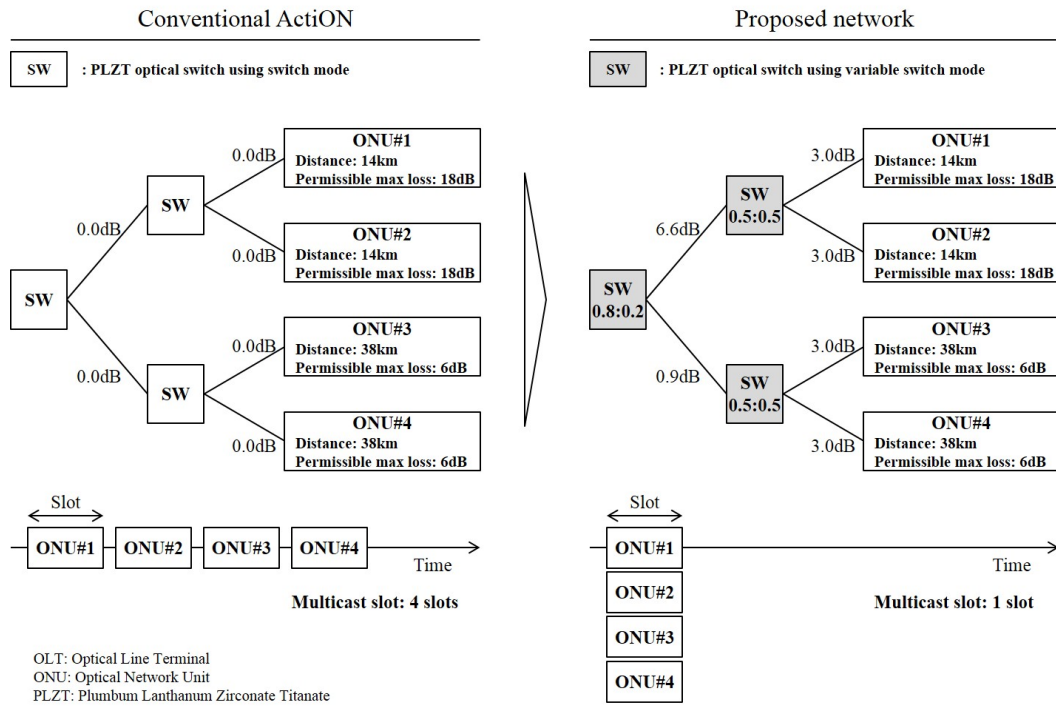 Conventional ActiON
SW : PLZT optical switch using switch mode
0.0dB
ONU#1
Distance: 14km
Permissible max loss: 18dB
SW
0.0dB
0.0dB
ONU#2
Distance: 14km
Permissible max loss: 18dB
SW
0.0dB
0.0dB
ONU#3
Distance: 38km
Permissible max loss: 6dB
SW
0.0dB
ONU#4
Distance: 38km
Permissible max loss: 6dB
Slot
ONU#1 ONU#2 ONU#3 ONU#4
Time
Multicast slot: 4 slots
OLT: Optical Line Terminal
ONU: Optical Network Unit
PLZT: Plumbum Lanthanum Zirconate Titanate
Proposed network
SW : PLZT optical switch using variable switch mode
3.0dB
ONU#1
Distance: 14km
Permissible max loss: 18dB
SW
0.5:0.5
6.6dB
3.0dB
ONU#2
Distance: 14km
Permissible max loss: 18dB
SW
0.8:0.2
0.9dB
3.0dB
ONU#3
Distance: 38km
Permissible max loss: 6dB
SW
0.5:0.5
3.0dB
ONU#4
Distance: 38km
Permissible max loss: 6dB
Slot
ONU#1
Time
ONU#2
Multicast slot: 1 slot
ONU#3
ONU#4